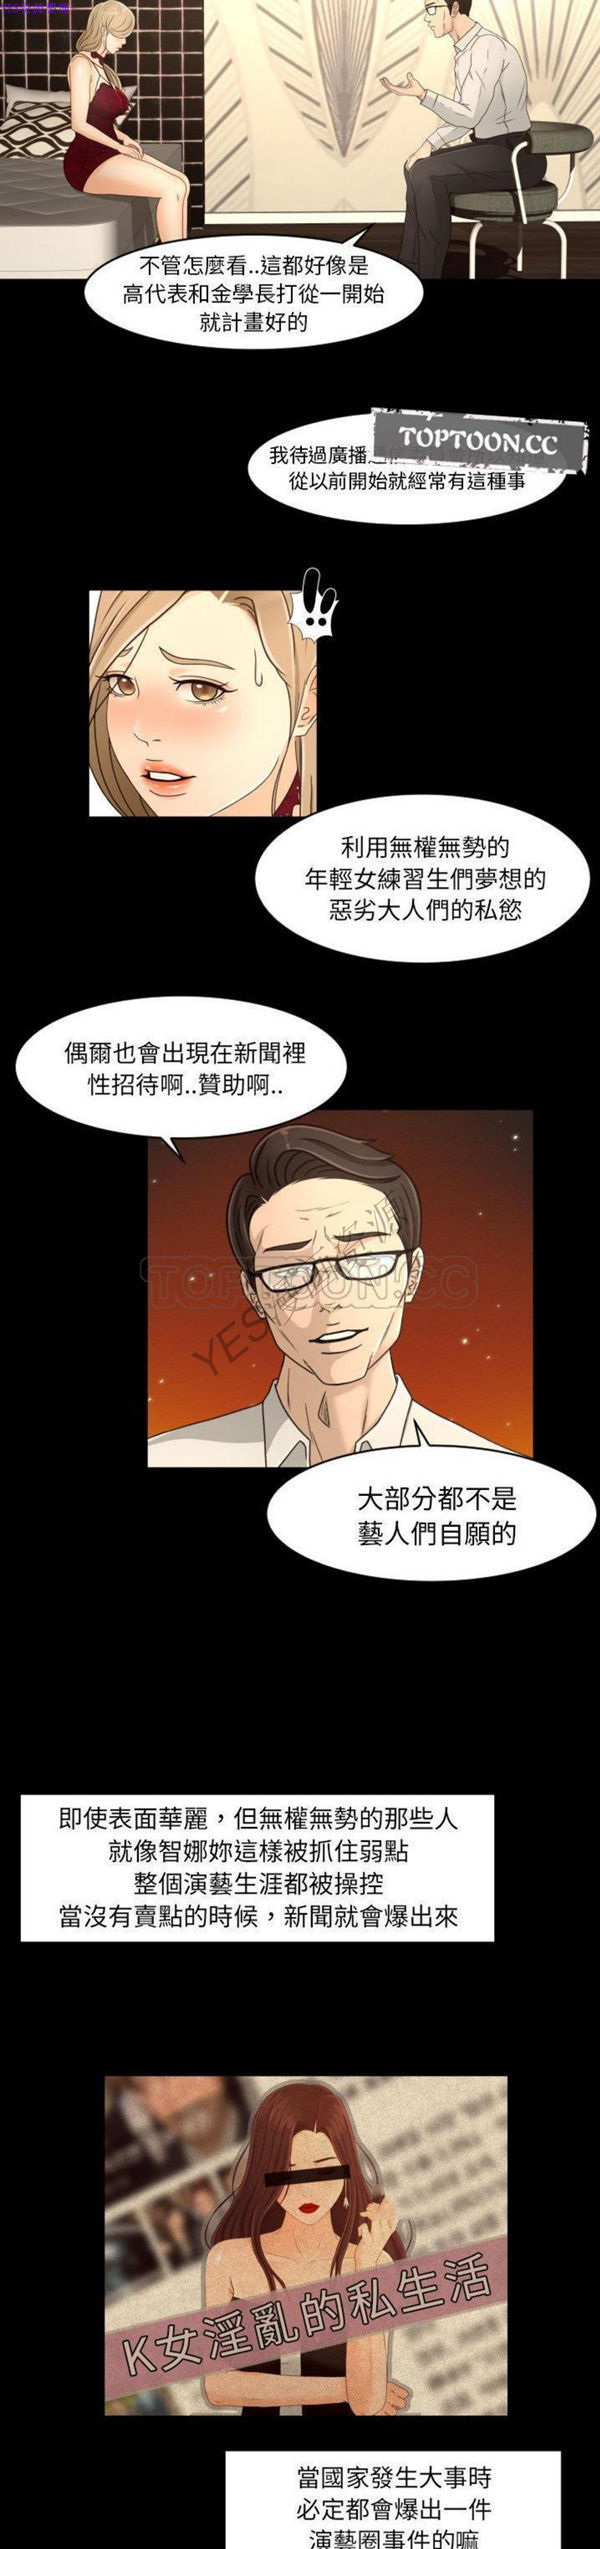 不管怎麼看..這都好像是
高代表和金學長打從一開始
就計畫好的
TOPTOON.CC
我待過廣播
從以前開始就經常有這種事
利用無權無勢的
年輕女練習生們夢想的
惡劣大人們的私慾
偶爾也會出現在新聞裡
性招待啊..贊助啊..
TOPTOON.CC
YES
大部分都不是
藝人們自願的
即使表面華麗，但無權無勢的那些人
就像智娜妳這樣被抓住弱點
整個演藝生涯都被操控
當沒有賣點的時候，新聞就會爆出來
K女淫亂的私生活
當國家發生大事時
必定都會爆出一件
演藝圈事件的嘛